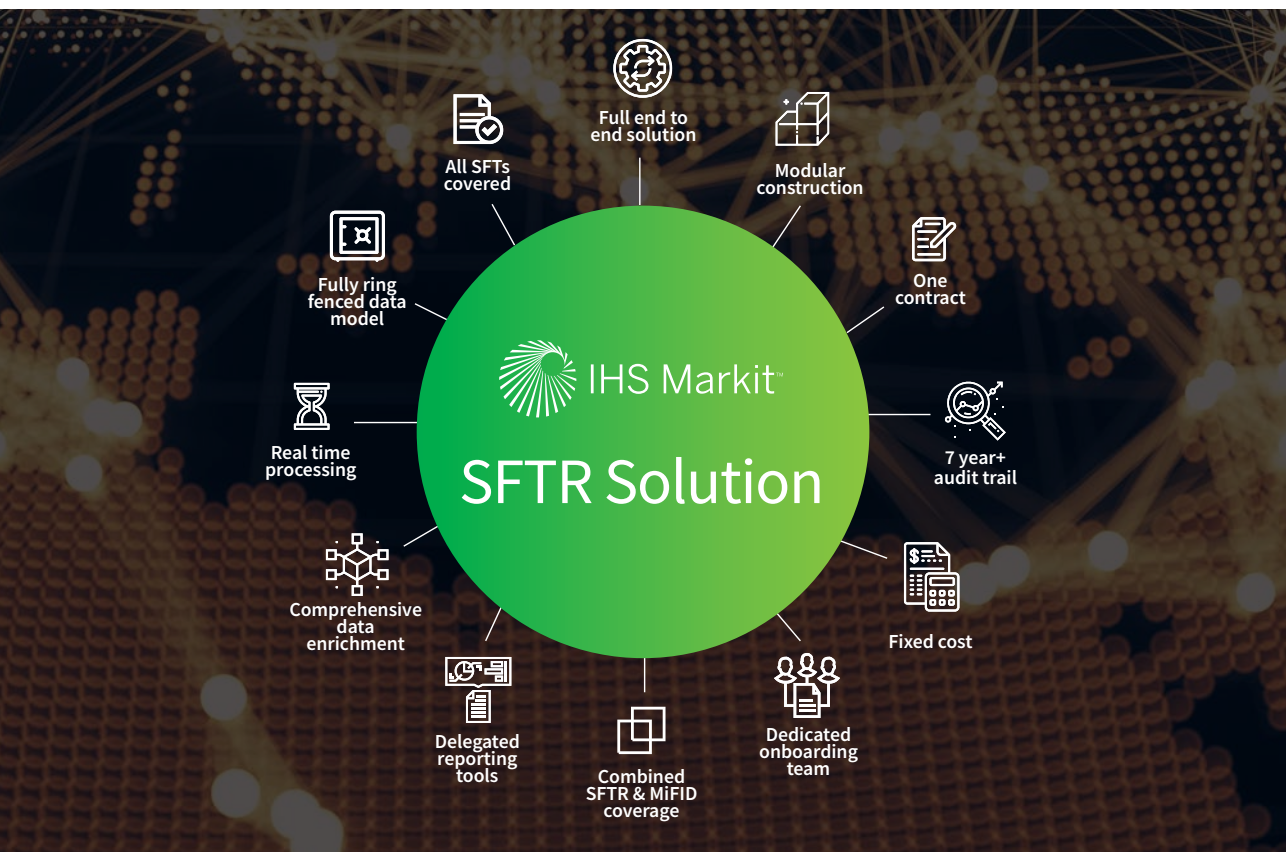 Full end to
end solution
Modular
construction
One
contract
7 year+
audit trail
Fixed cost
Dedicated
onboarding
team
Combined
SFTR & MiFID
coverage
Delegated
reporting
tools
Comprehensive
data
enrichment
Real time
processing
Fully ring
fenced data
model
All SFTs
covered
IHS Markit™
SFTR Solution